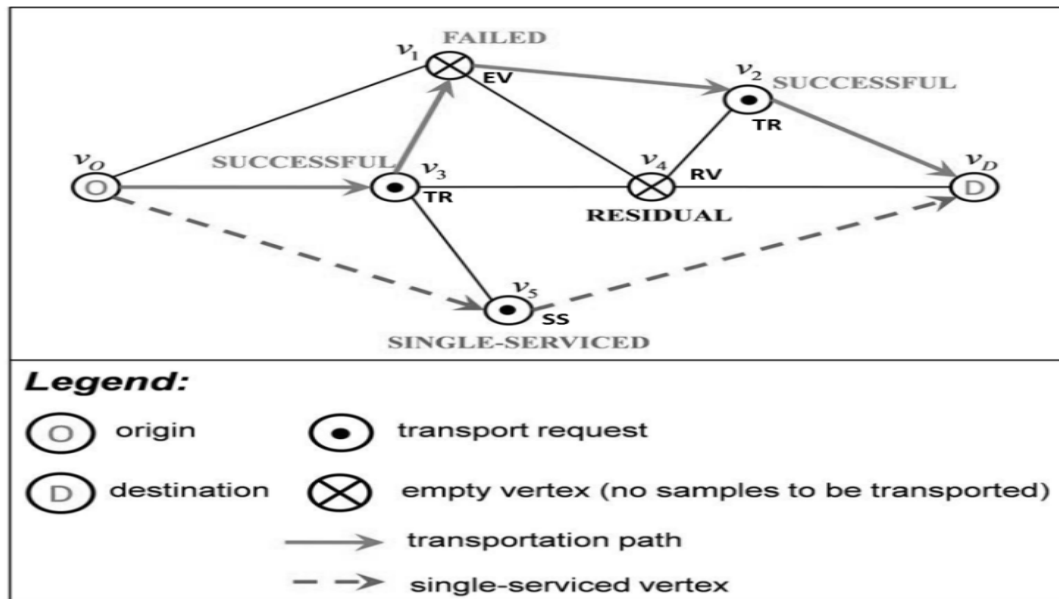 FAILED
v1
EV
v2
SUCCESSFUL
TR
vO
O
SUCCESSFUL
v3
TR
v4
RV
RESIDUAL
vD
D
v5
SS
SINGLE-SERVICED
Legend:
O origin
transport request
D destination
empty vertex (no samples to be transported)
transportation path
single-serviced vertex